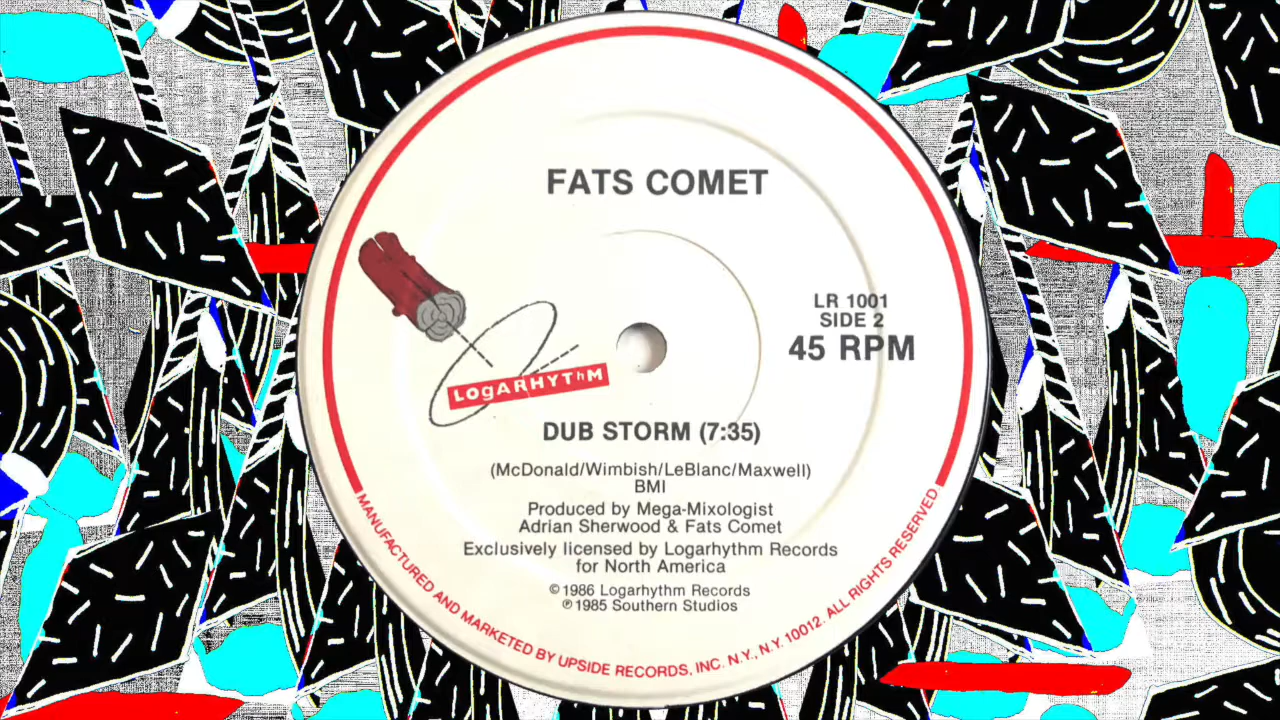 FATS COMET
LR 1001
SIDE 2
45 RPM
LogARHYThM
DUB STORM (7:35)
(McDonald/Wimbish/LeBlanc/Maxwell)
BMI
Produced by Mega-Mixologist
Adrian Sherwood & Fats Comet
Exclusively licensed by Logarhythm Records
for North America
©1986 Logarhythm Records
℗1985 Southern Studios
MANUFACTURED AND MARKETED BY UPSIDE RECORDS, INC. N.Y., N.Y. 10012. ALL RIGHTS RESERVED